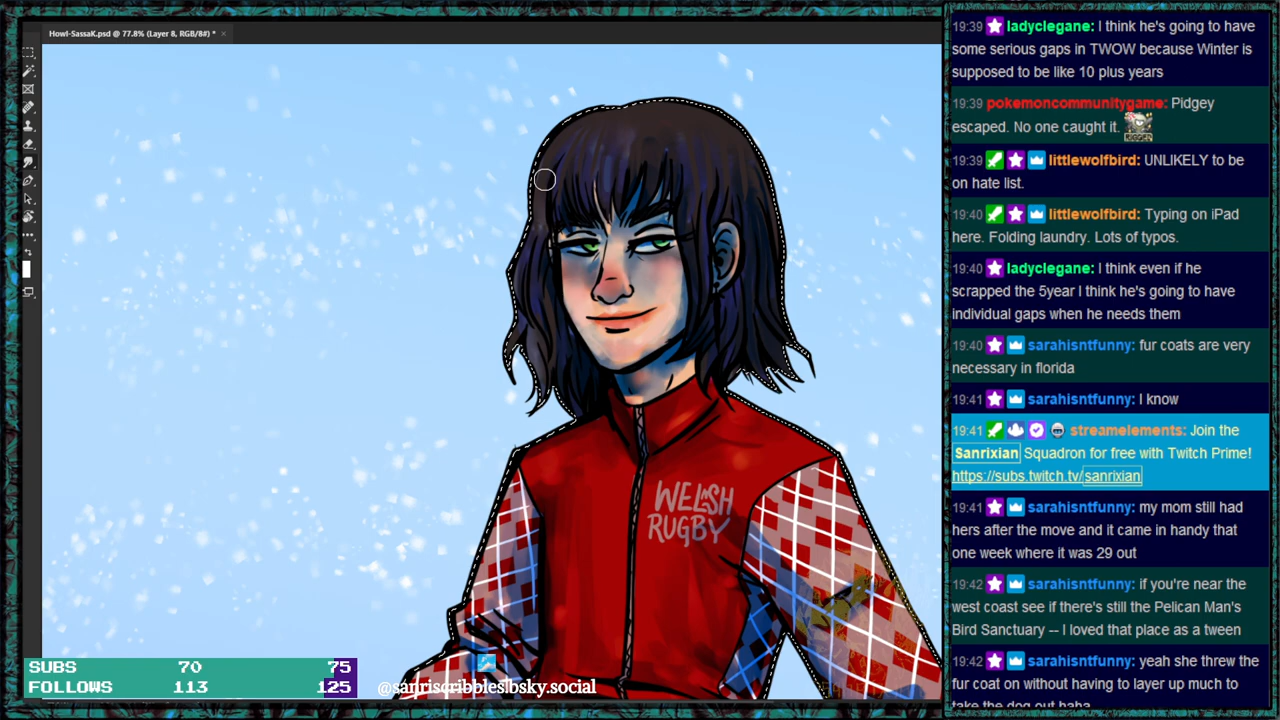 Howl-SassaK.psd @ 77.8% (Layer 8, RGB/8#) *
WELSH
RUGBY
SUBS 70 75
FOLLOWS 113 125
@sanriscribbles.bsky.social
19:39 ladyclegane: I think he's going to have
some serious gaps in TWOW because Winter is
supposed to be like 10 plus years
19:39 pokemoncommunitygame: Pidgey
escaped. No one caught it.
19:39 littlewolfbird: UNLIKELY to be
on hate list.
19:40 littlewolfbird: Typing on iPad
here. Folding laundry. Lots of typos.
19:40 ladyclegane: I think even if he
scrapped the 5year I think he's going to have
individual gaps when he needs them
19:40 sarahisntfunny: fur coats are very
necessary in florida
19:41 sarahisntfunny: I know
19:41 streamelements: Join the
Sanrixian Squadron for free with Twitch Prime!
https://subs.twitch.tv/sanrixian
19:41 sarahisntfunny: my mom still had
hers after the move and it came in handy that
one week where it was 29 out
19:42 sarahisntfunny: if you're near the
west coast see if there's still the Pelican Man's
Bird Sanctuary -- I loved that place as a tween
19:42 sarahisntfunny: yeah she threw the
fur coat on without having to layer up much to
take the dog out haha